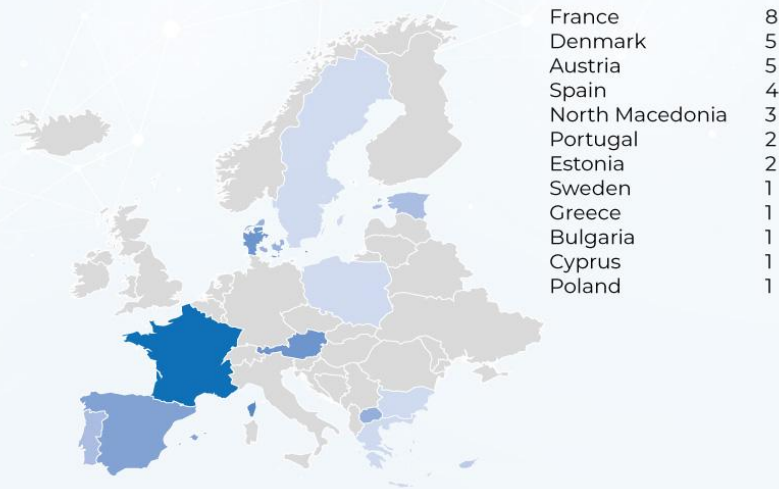 France 8
Denmark 5
Austria 5
Spain 4
North Macedonia 3
Portugal 2
Estonia 2
Sweden 1
Greece 1
Bulgaria 1
Cyprus 1
Poland 1